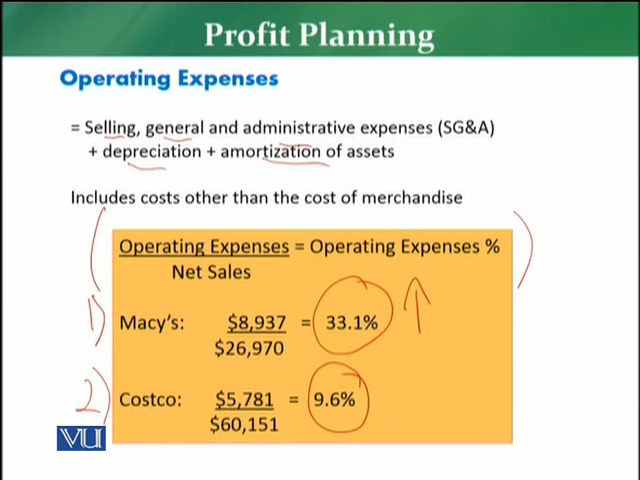 Profit Planning
Operating Expenses
= Selling, general and administrative expenses (SG&A)
+ depreciation + amortization of assets
Includes costs other than the cost of merchandise
Operating Expenses = Operating Expenses %
Net Sales
1)
Macy's: $8,937 = 33.1%
$26,970
2)
Costco: $5,781 = 9.6%
$60,151
VU